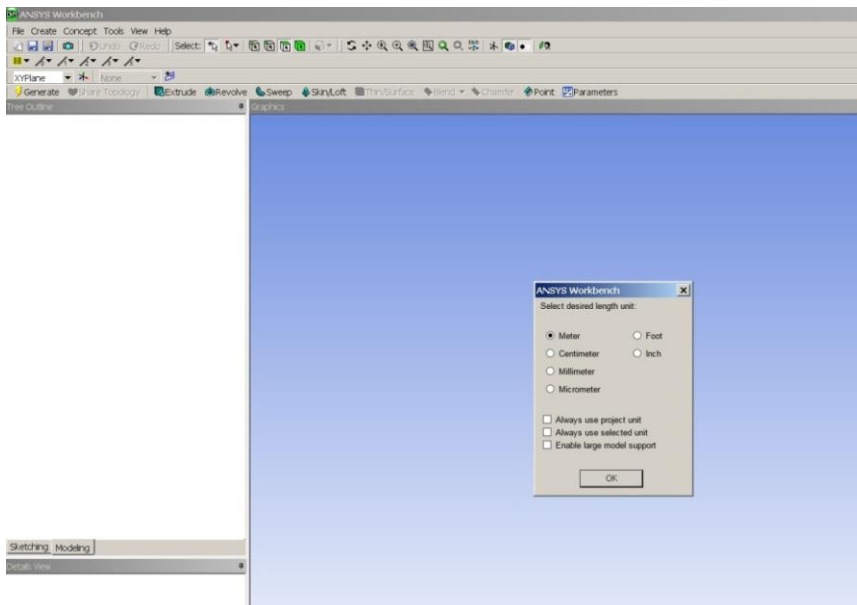 ANSYS Workbench
File Create Concept Tools View Help
Undo Redo Select:
XYPlane None
Generate Share Topology Extrude Revolve Sweep Skin/Loft Thin/Surface Blend Chamfer Point Parameters
Tree Outline
Graphics
ANSYS Workbench
Select desired length unit:
Meter Foot
Centimeter Inch
Millimeter
Micrometer
Always use project unit
Always use selected unit
Enable large model support
OK
Sketching Modeling
Details View